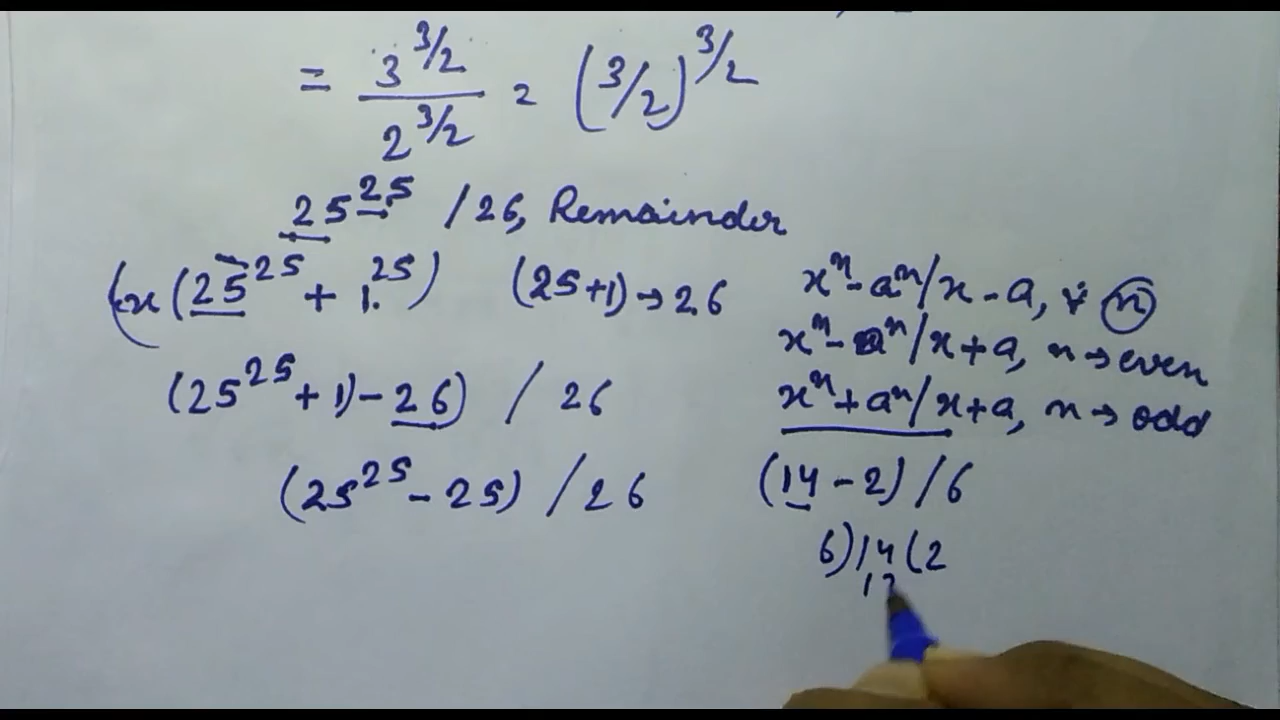 = 3^3/2 / 2^3/2 = (3/2)^3/2
25^25 / 26, Remainder
(25^25 + 1^25) (25+1) → 26
(25^25 + 1) - 26) / 26
(25^25 - 25) / 26
x^n - a^n / x - a, ∀ n
x^n - a^n / x + a, n → even
x^n + a^n / x + a, n → odd
(14 - 2) / 6
6)14(2
12